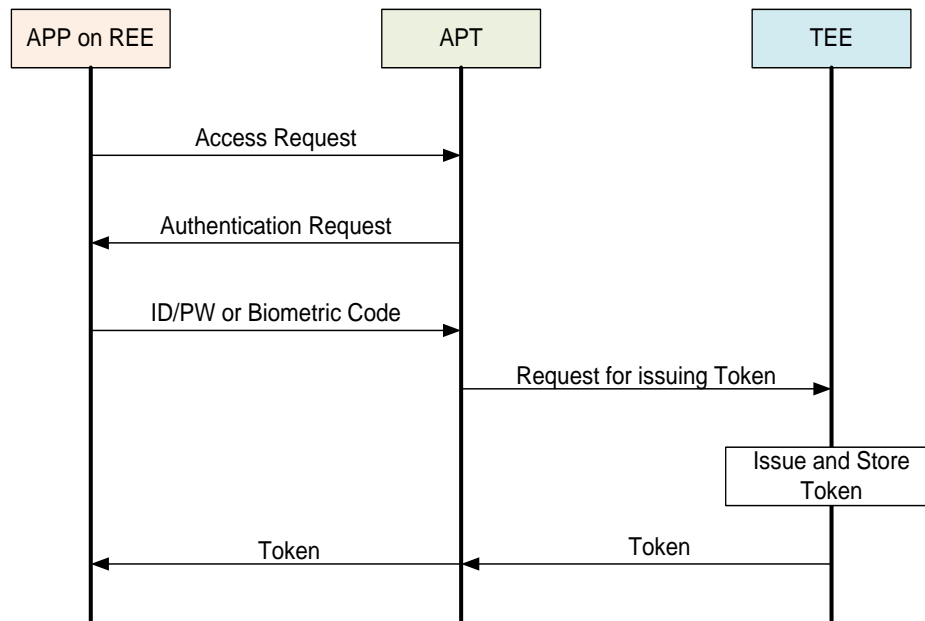 APP on REE
APT
TEE
Access Request
Authentication Request
ID/PW or Biometric Code
Request for issuing Token
Issue and Store
Token
Token
Token